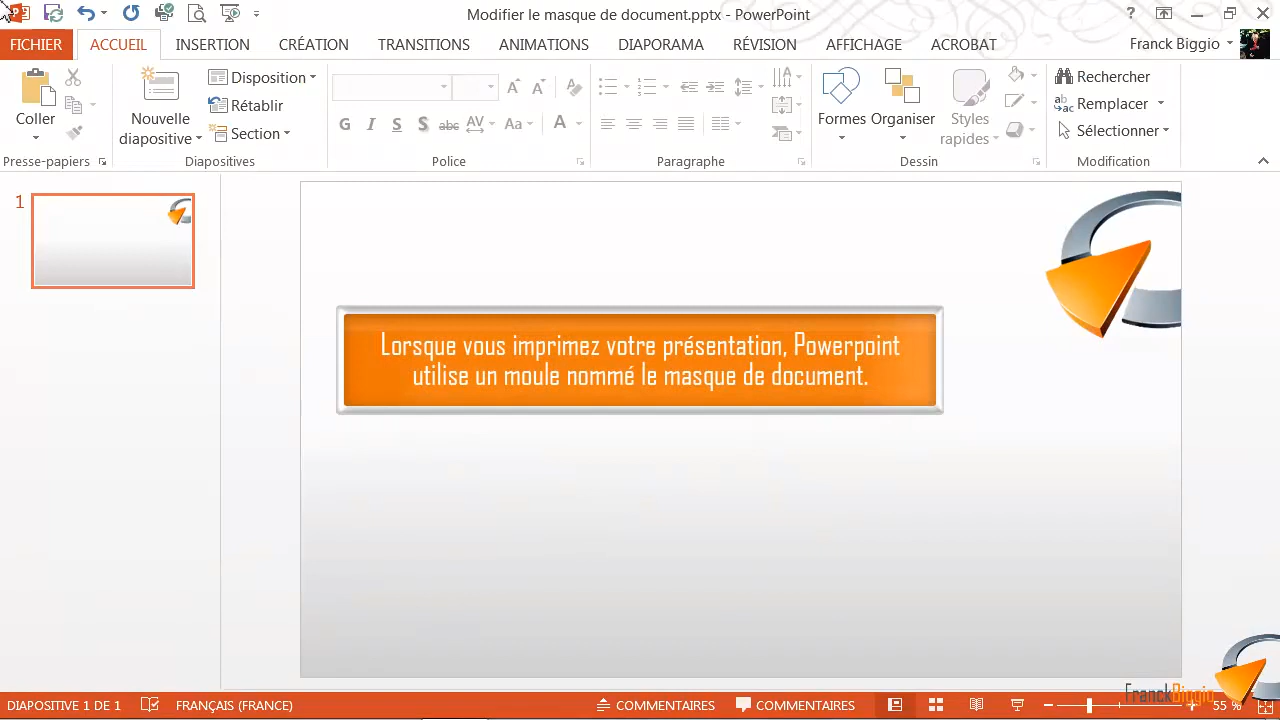 Modifier le masque de document.pptx - PowerPoint
?
FICHIER ACCUEIL INSERTION CRÉATION TRANSITIONS ANIMATIONS DIAPORAMA RÉVISION AFFICHAGE ACROBAT Franck Biggio
Coller
Presse-papiers
Nouvelle diapositive
Disposition
Rétablir
Section
Diapositives
G I S S abc AV Aa A
Police
Paragraphe
Formes
Organiser
Styles rapides
Dessin
Rechercher
Remplacer
Sélectionner
Modification
1
Lorsque vous imprimez votre présentation, Powerpoint
utilise un moule nommé le masque de document.
FranckBiggio
DIAPOSITIVE 1 DE 1 FRANÇAIS (FRANCE) COMMENTAIRES COMMENTAIRES 55 %